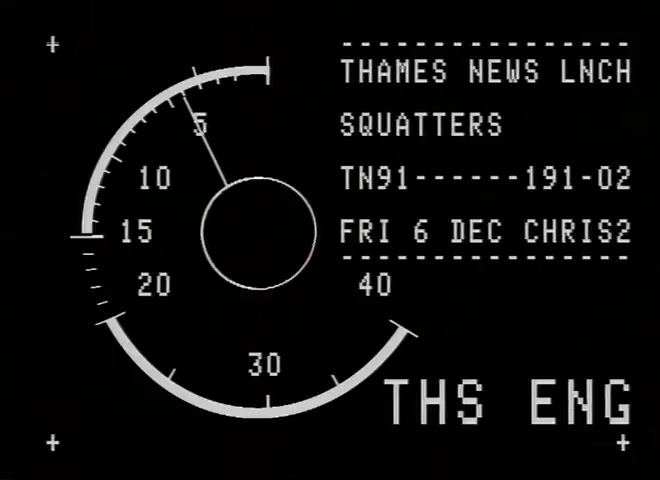 THAMES NEWS LNCH
SQUATTERS
TN91------191-02
FRI 6 DEC CHRIS2
5
10
15
20
30
40
THS ENG